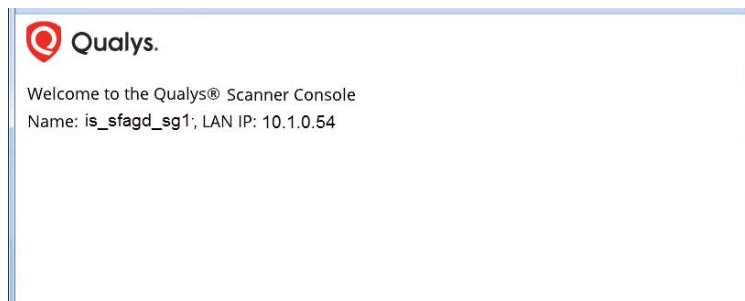 Qualys.
Welcome to the Qualys® Scanner Console
Name: is_sfagd_sg1, LAN IP: 10.1.0.54